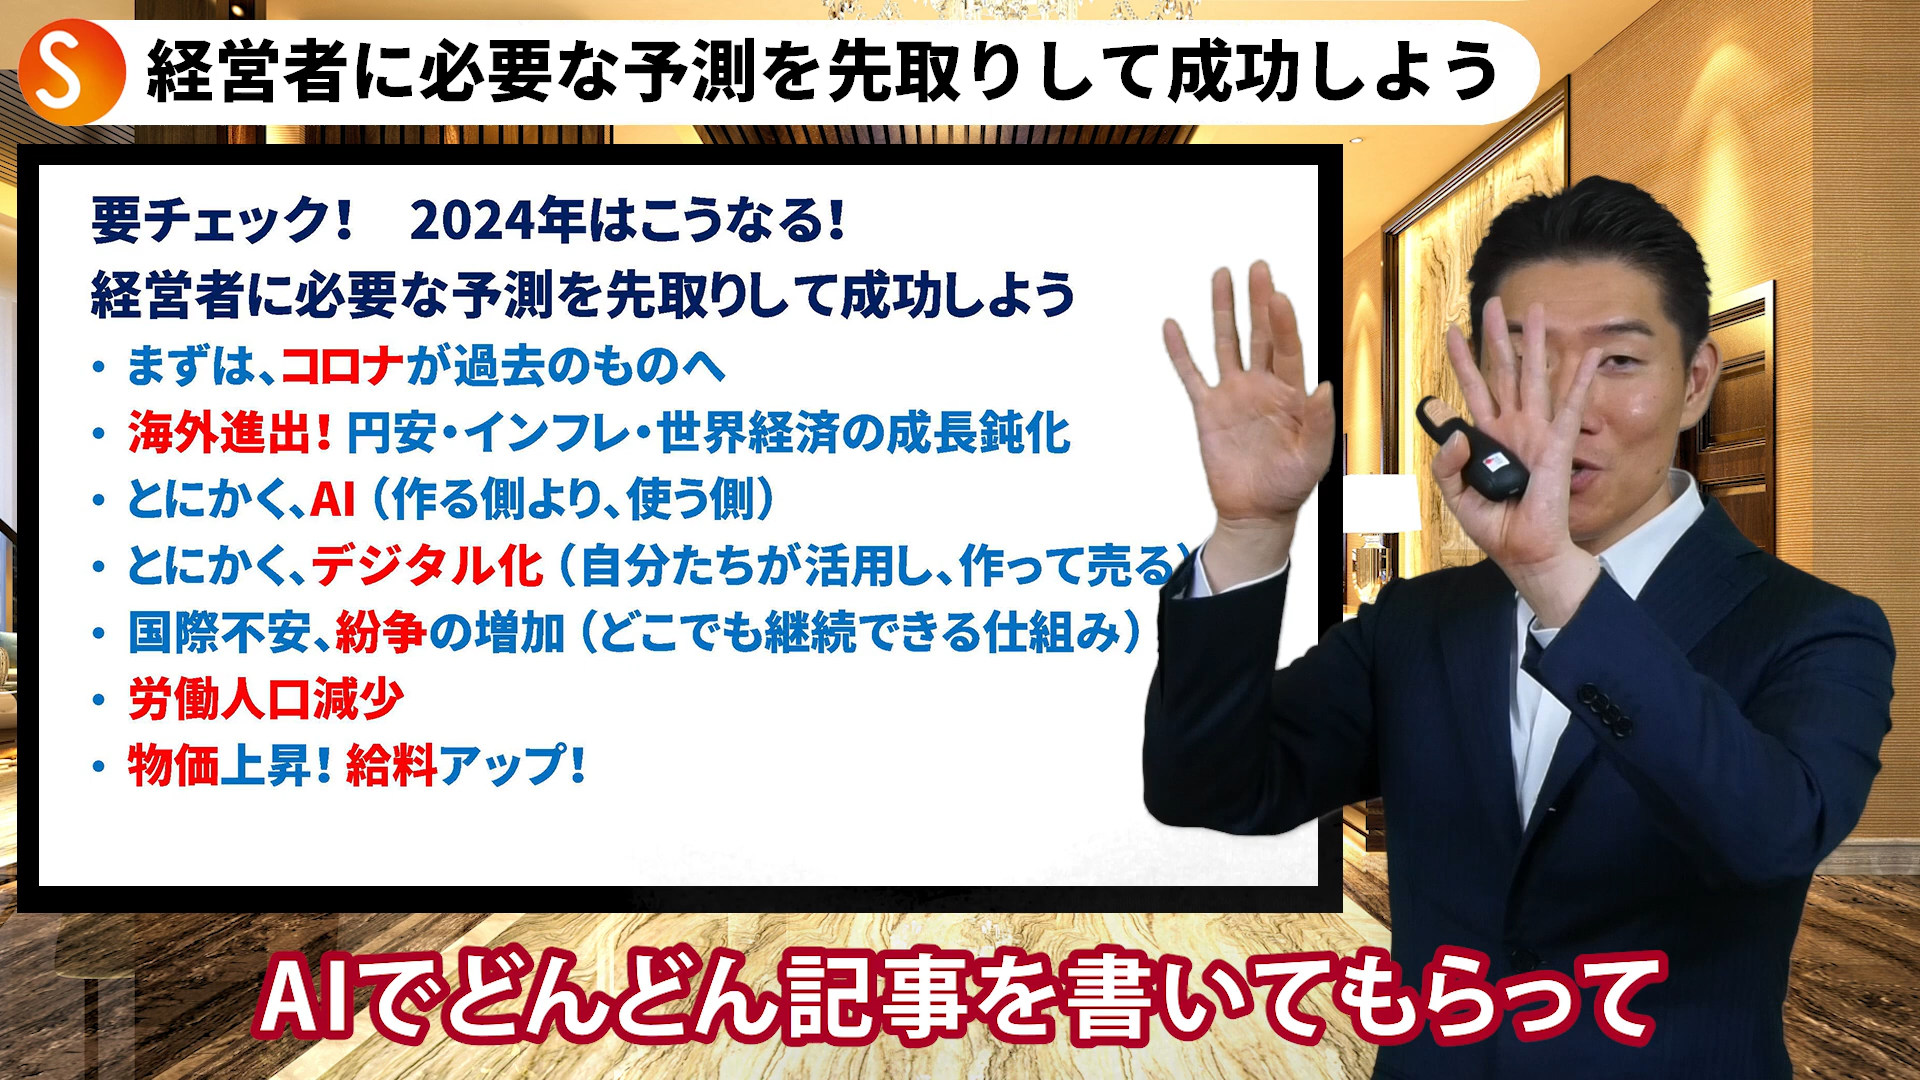 S 経営者に必要な予測を先取りして成功しよう
要チェック！　2024年はこうなる！
経営者に必要な予測を先取りして成功しよう
・まずは、コロナが過去のものへ
・海外進出！円安・インフレ・世界経済の成長鈍化
・とにかく、AI（作る側より、使う側）
・とにかく、デジタル化（自分たちが活用し、作って売る）
・国際不安、紛争の増加（どこでも継続できる仕組み）
・労働人口減少
・物価上昇！給料アップ！
AIでどんどん記事を書いてもらって